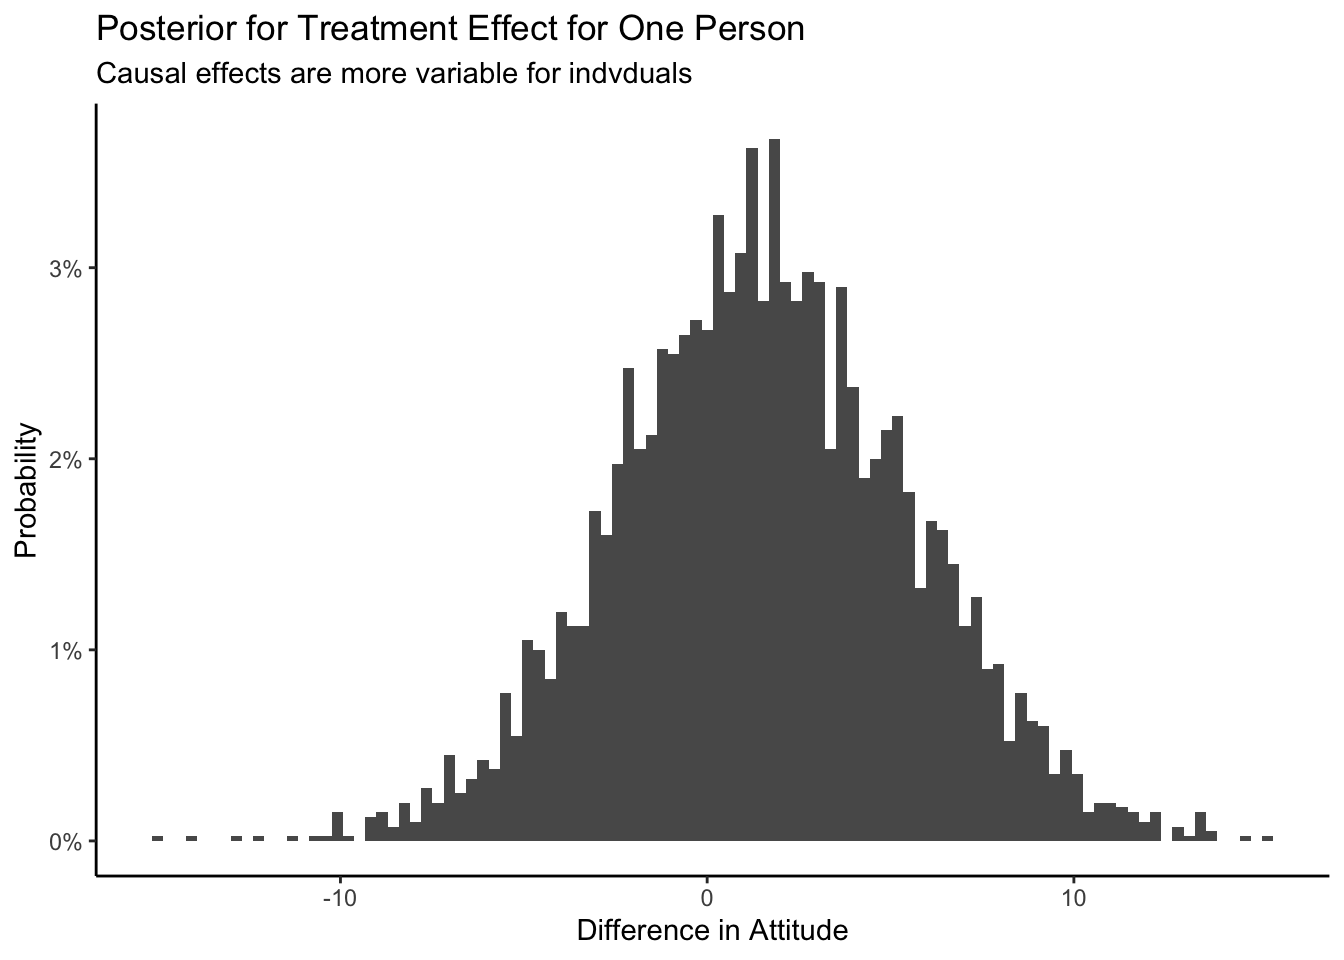 Posterior for Treatment Effect for One Person
Causal effects are more variable for indvduals
3%
2%
1%
0%
Probability
-10
0
10
Difference in Attitude